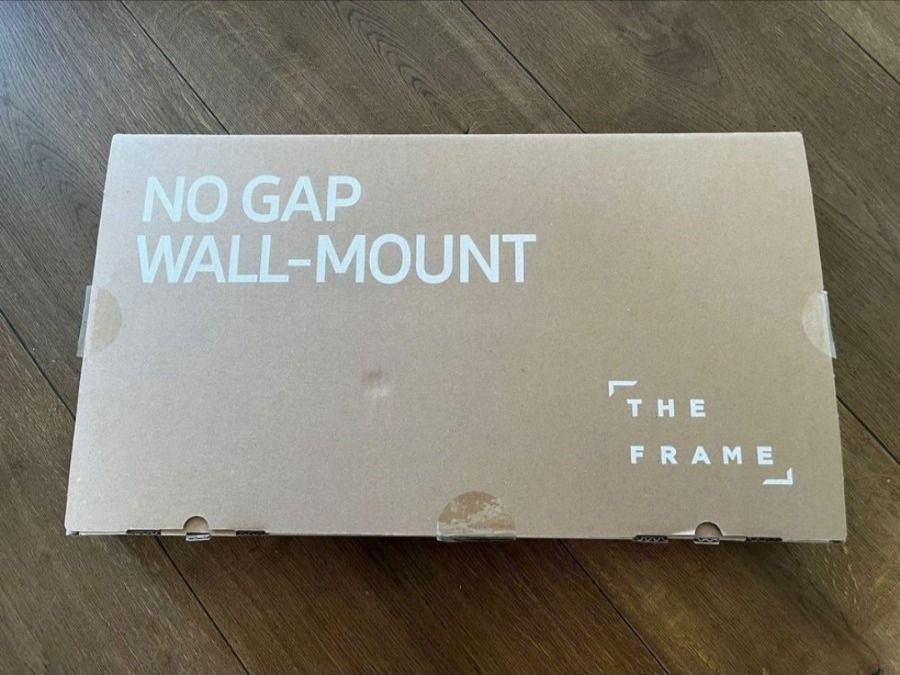 NO GAP
WALL-MOUNT
THE
FRAME